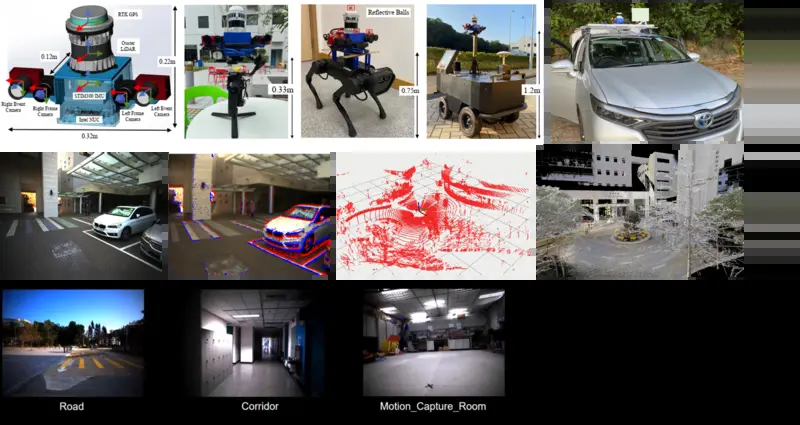 RTK GPS
Ouster
LiDAR
0.12m
0.22m
STIM300 IMU
Intel NUC
Right Event
Camera
Right Frame
Camera
Left Frame
Camera
Left Event
Camera
0.32m
0.33m
Reflective Balls
0.75m
1.2m
Road
Corridor
Motion_Capture_Room